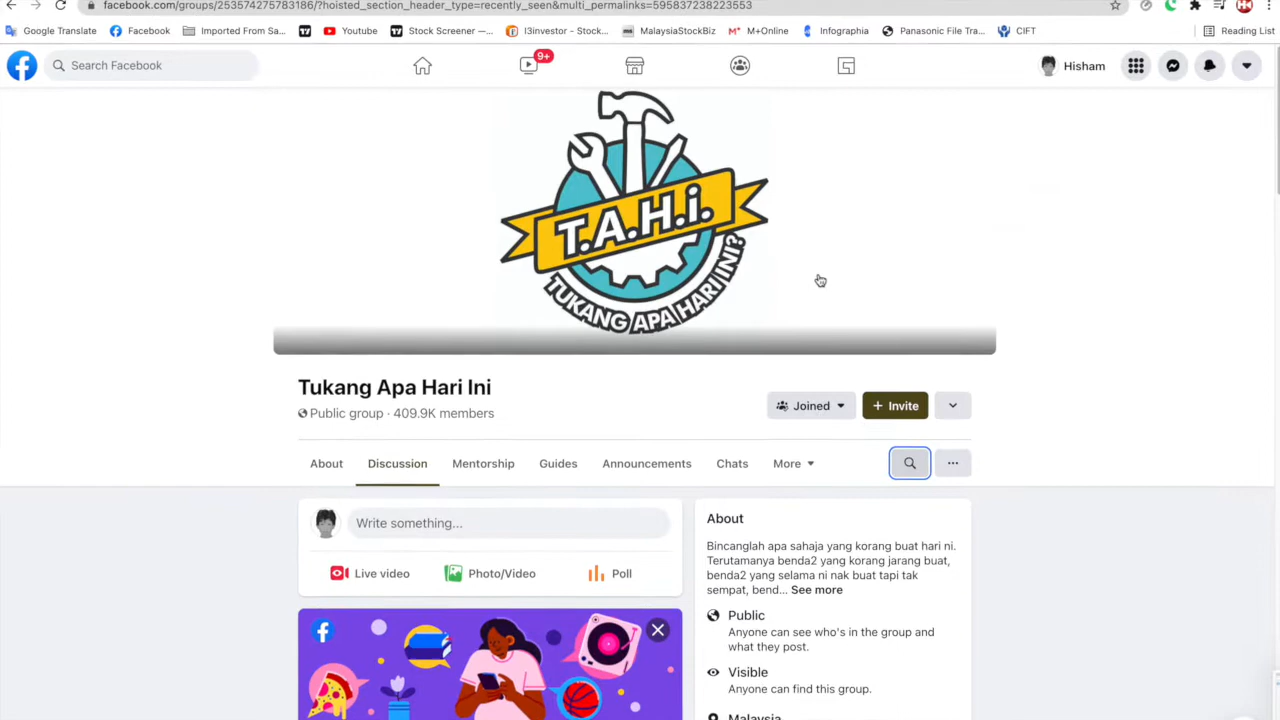 facebook.com/groups/253574275783186/?hoisted_section_header_type=recently_seen&multi_permalinks=595837238223553
Google Translate
Facebook
Imported From Sa...
Youtube
Stock Screener —...
I3investor - Stock...
MalaysiaStockBiz
M+Online
Infographia
Panasonic File Tra...
CIFT
Reading List
Search Facebook
9+
Hisham
T.A.H.i.
TUKANG APA HARI INI?
Tukang Apa Hari Ini
Public group · 409.9K members
Joined
+ Invite
About
Discussion
Mentorship
Guides
Announcements
Chats
More
Write something...
Live video
Photo/Video
Poll
About
Bincanglah apa sahaja yang korang buat hari ni.
Terutamanya benda2 yang korang jarang buat,
benda2 yang selama ni nak buat tapi tak
sempat, bend... See more
Public
Anyone can see who's in the group and
what they post.
Visible
Anyone can find this group.
Malaysia